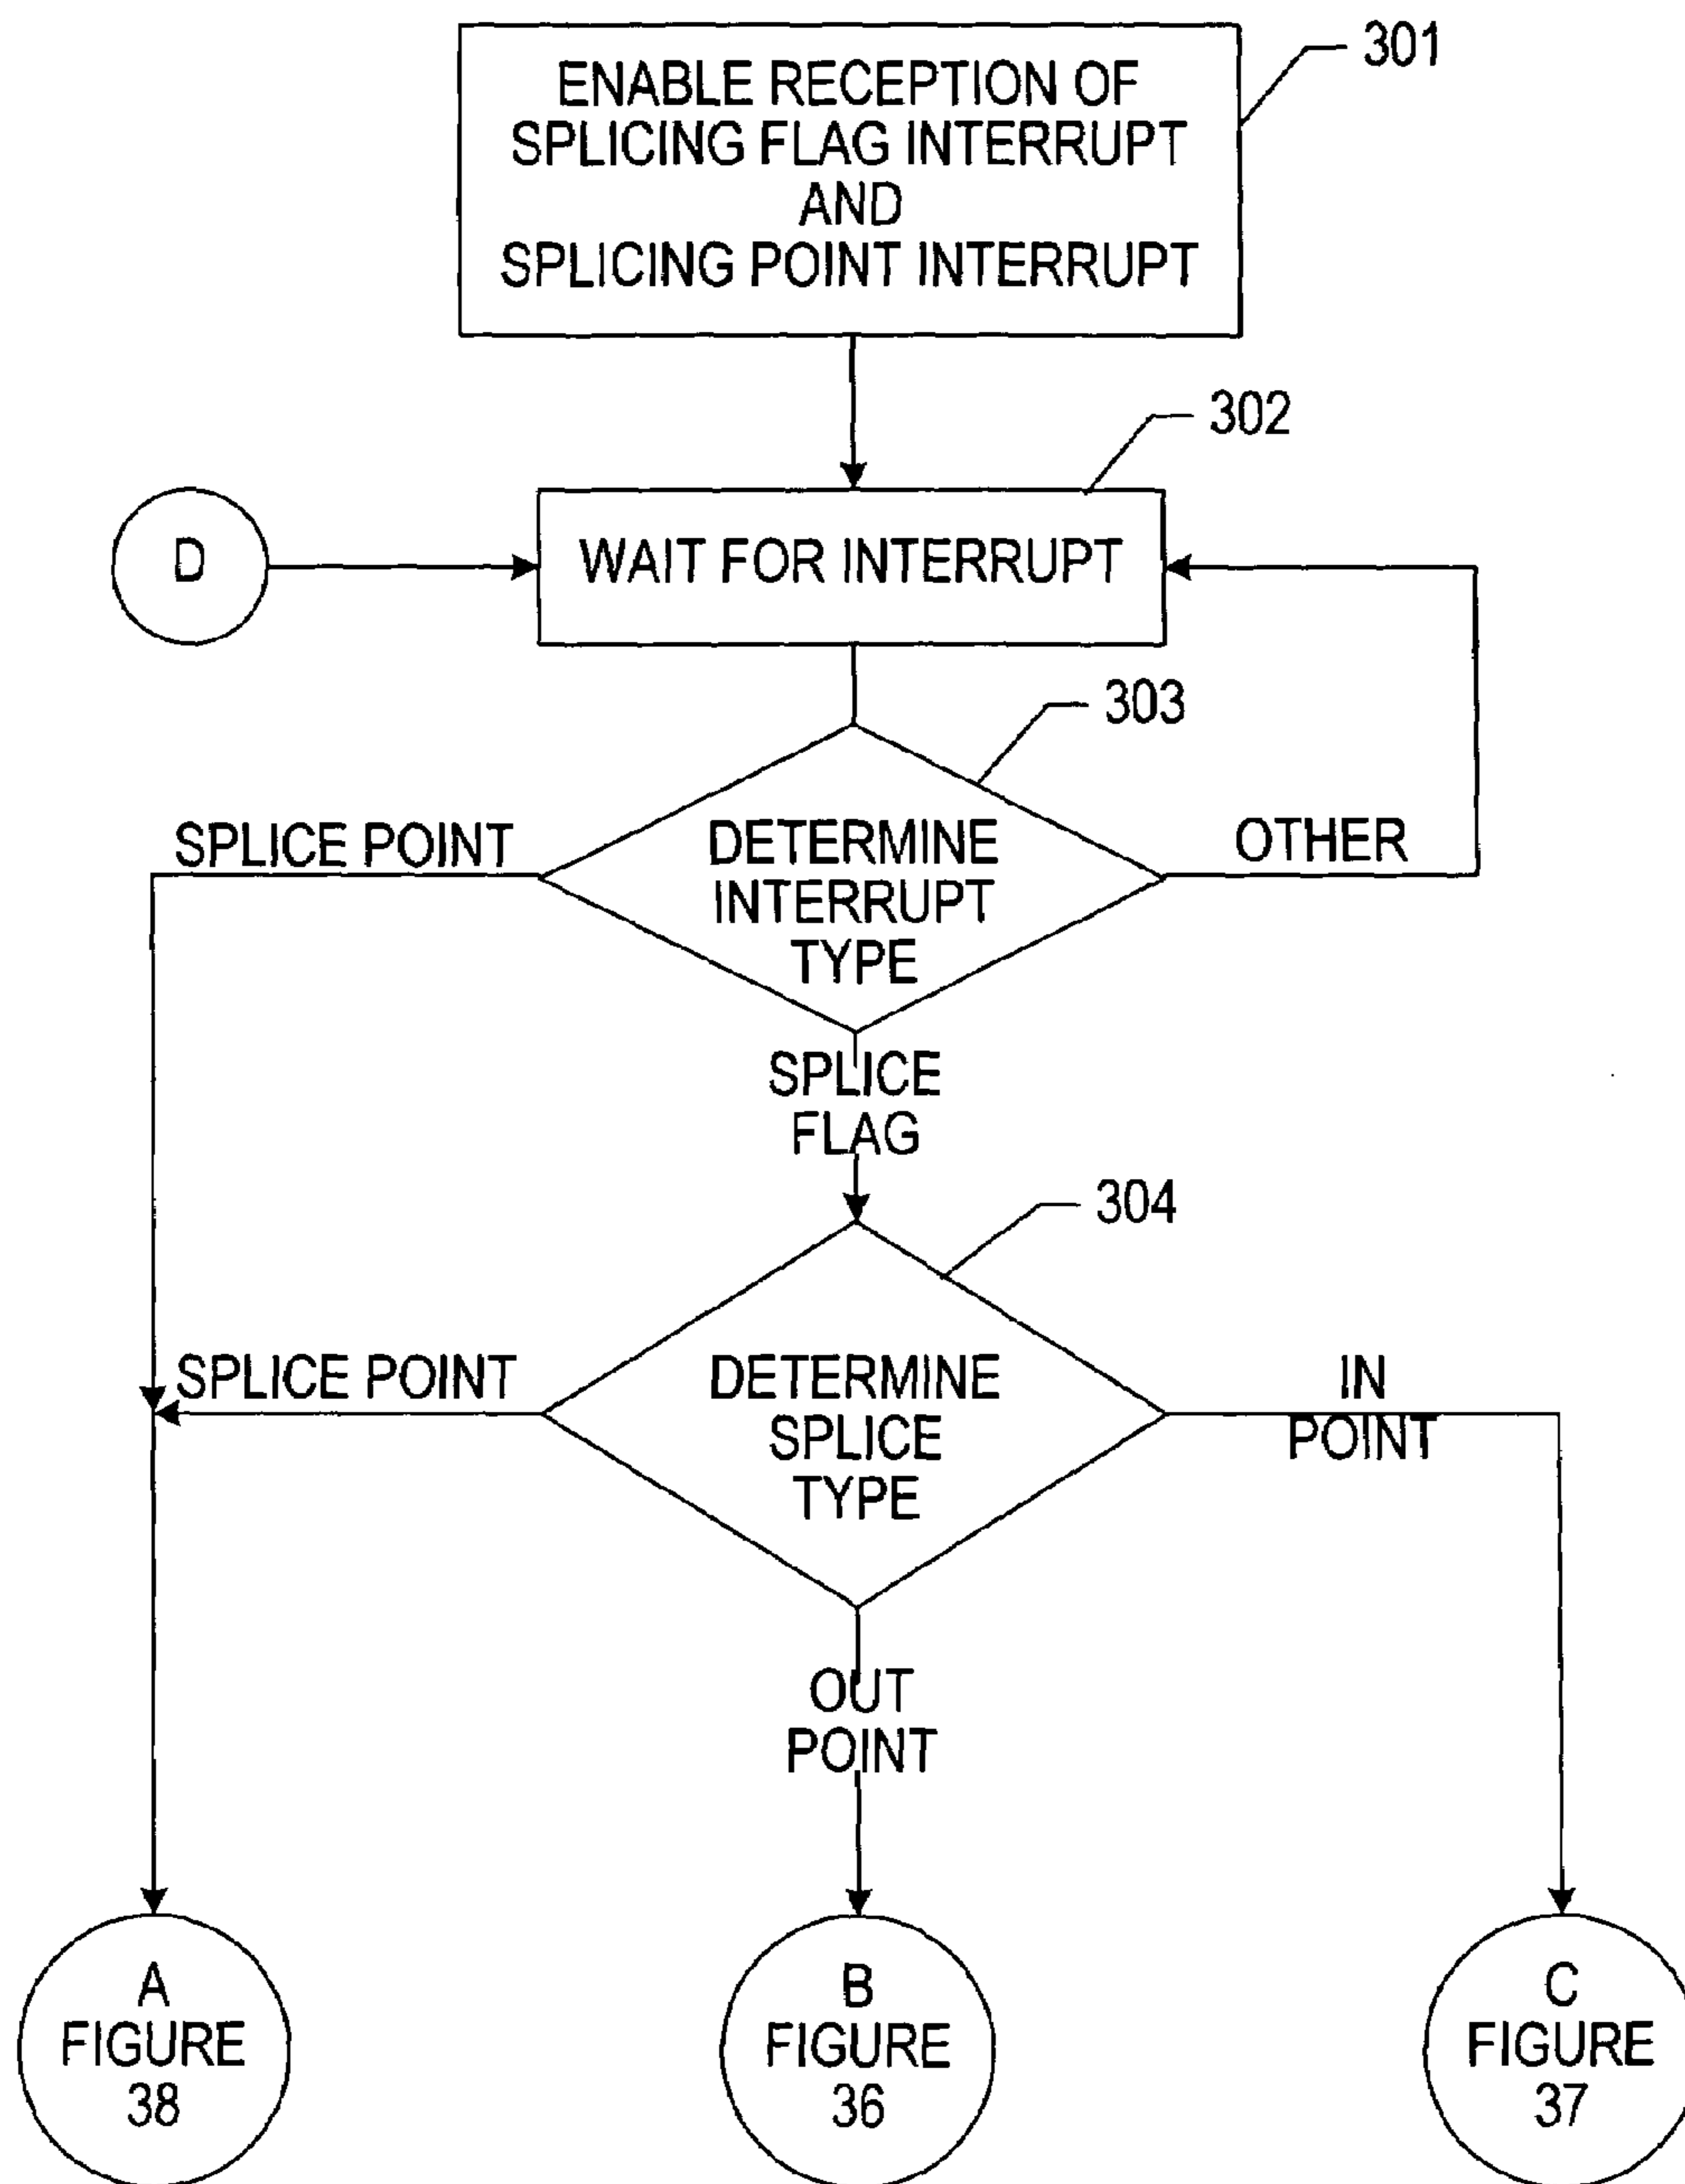 ENABLE RECEPTION OF
SPLICING FLAG INTERRUPT
AND
SPLICING POINT INTERRUPT
301
302
D
WAIT FOR INTERRUPT
303
SPLICE POINT
DETERMINE
INTERRUPT
TYPE
OTHER
SPLICE
FLAG
304
SPLICE POINT
DETERMINE
SPLICE
TYPE
IN
POINT
OUT
POINT
A
FIGURE
38
B
FIGURE
36
C
FIGURE
37